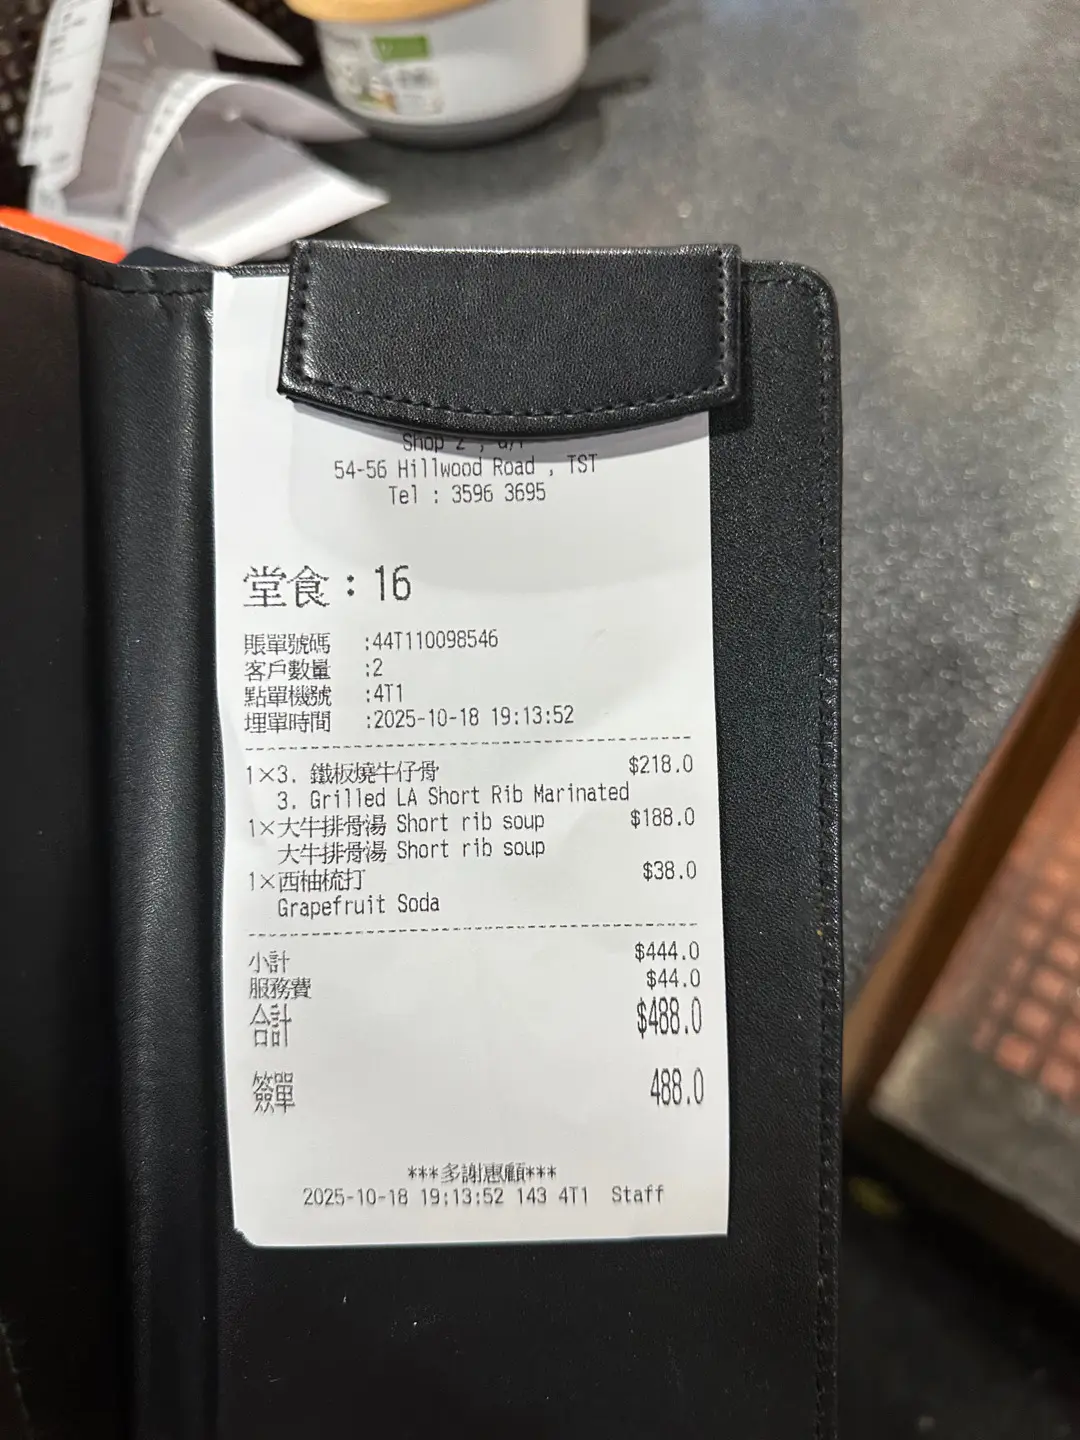 Shop 2 , G/F
54-56 Hillwood Road , TST
Tel : 3596 3695
堂食：16
賬單號碼 :44T110098546
客戶數量 :2
點單機號 :4T1
埋單時間 :2025-10-18 19:13:52
1×3. 鐵板燒牛仔骨 $218.0
3. Grilled LA Short Rib Marinated
1×大牛排骨湯 Short rib soup $188.0
大牛排骨湯 Short rib soup
1×西柚梳打 $38.0
Grapefruit Soda
小計 $444.0
服務費 $44.0
合計 $488.0
簽單 488.0
***多謝惠顧***
2025-10-18 19:13:52 143 4T1 Staff